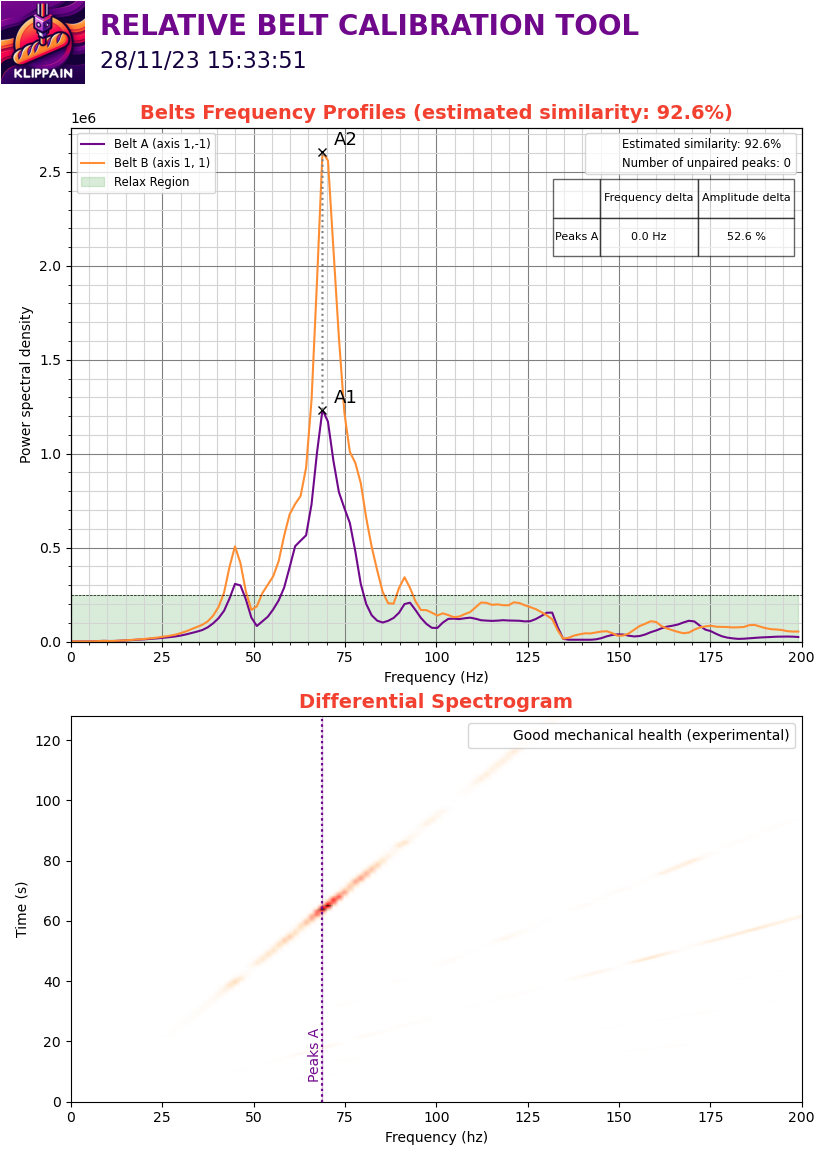 RELATIVE BELT CALIBRATION TOOL
28/11/23 15:33:51
KLIPPAIN
Belts Frequency Profiles (estimated similarity: 92.6%)
1e6
Belt A (axis 1,-1)
Belt B (axis 1, 1)
Relax Region
A2
Estimated similarity: 92.6%
Number of unpaired peaks: 0
Frequency delta Amplitude delta
Peaks A 0.0 Hz 52.6 %
A1
2.5
2.0
1.5
1.0
0.5
0.0
Power spectral density
0 25 50 75 100 125 150 175 200
Frequency (Hz)
Differential Spectrogram
Good mechanical health (experimental)
120
100
80
60
40
20
0
Time (s)
Peaks A
0 25 50 75 100 125 150 175 200
Frequency (hz)